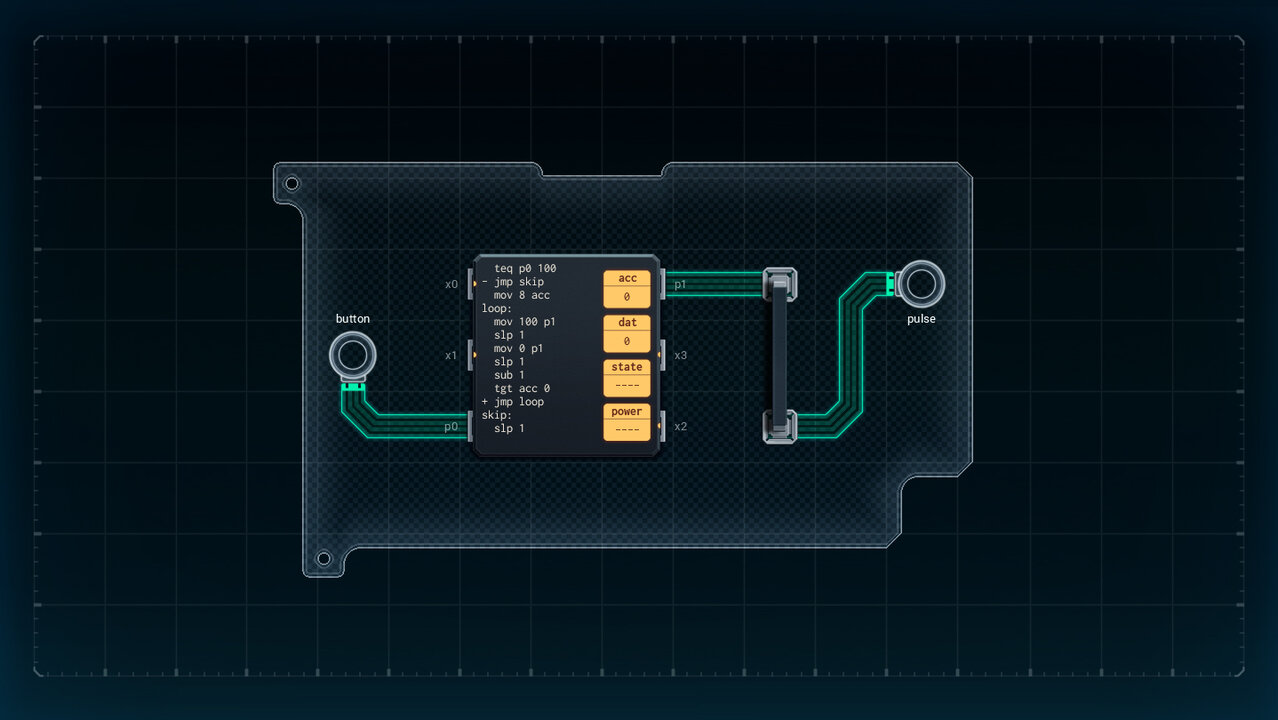 button
x0
x1
p0
teq p0 100
- jmp skip
mov 8 acc
loop:
mov 100 p1
slp 1
mov 0 p1
slp 1
sub 1
tgt acc 0
+ jmp loop
skip:
slp 1
acc
0
dat
0
state
----
power
----
p1
x3
x2
pulse